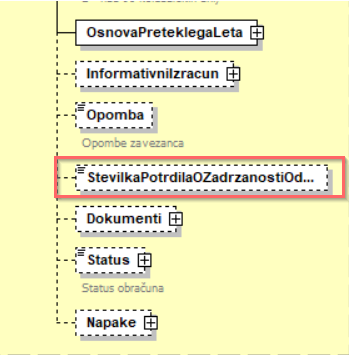 OsnovaPreteklegaLeta
InformativniIzracun
Opomba
Opombe zavezanca
StevilkaPotrdilaOZadrzanostiOd...
Dokumenti
Status
Status obračuna
Napake